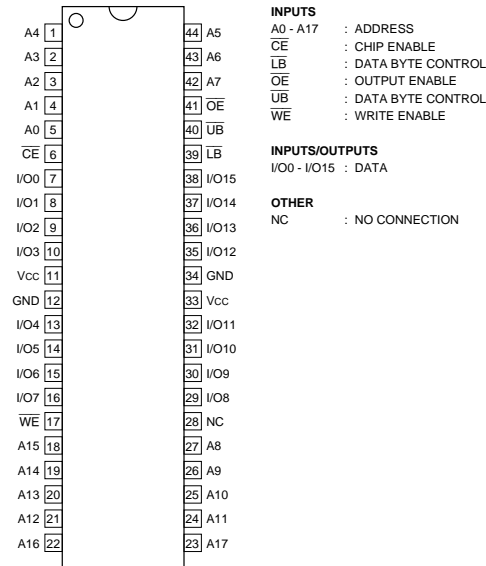 A4 1 44 A5
A3 2 43 A6
A2 3 42 A7
A1 4 41 OE
A0 5 40 UB
CE 6 39 LB
I/O0 7 38 I/O15
I/O1 8 37 I/O14
I/O2 9 36 I/O13
I/O3 10 35 I/O12
Vcc 11 34 GND
GND 12 33 Vcc
I/O4 13 32 I/O11
I/O5 14 31 I/O10
I/O6 15 30 I/O9
I/O7 16 29 I/O8
WE 17 28 NC
A15 18 27 A8
A14 19 26 A9
A13 20 25 A10
A12 21 24 A11
A16 22 23 A17
INPUTS
A0 - A17 : ADDRESS
CE : CHIP ENABLE
LB : DATA BYTE CONTROL
OE : OUTPUT ENABLE
UB : DATA BYTE CONTROL
WE : WRITE ENABLE
INPUTS/OUTPUTS
I/O0 - I/O15 : DATA
OTHER
NC : NO CONNECTION